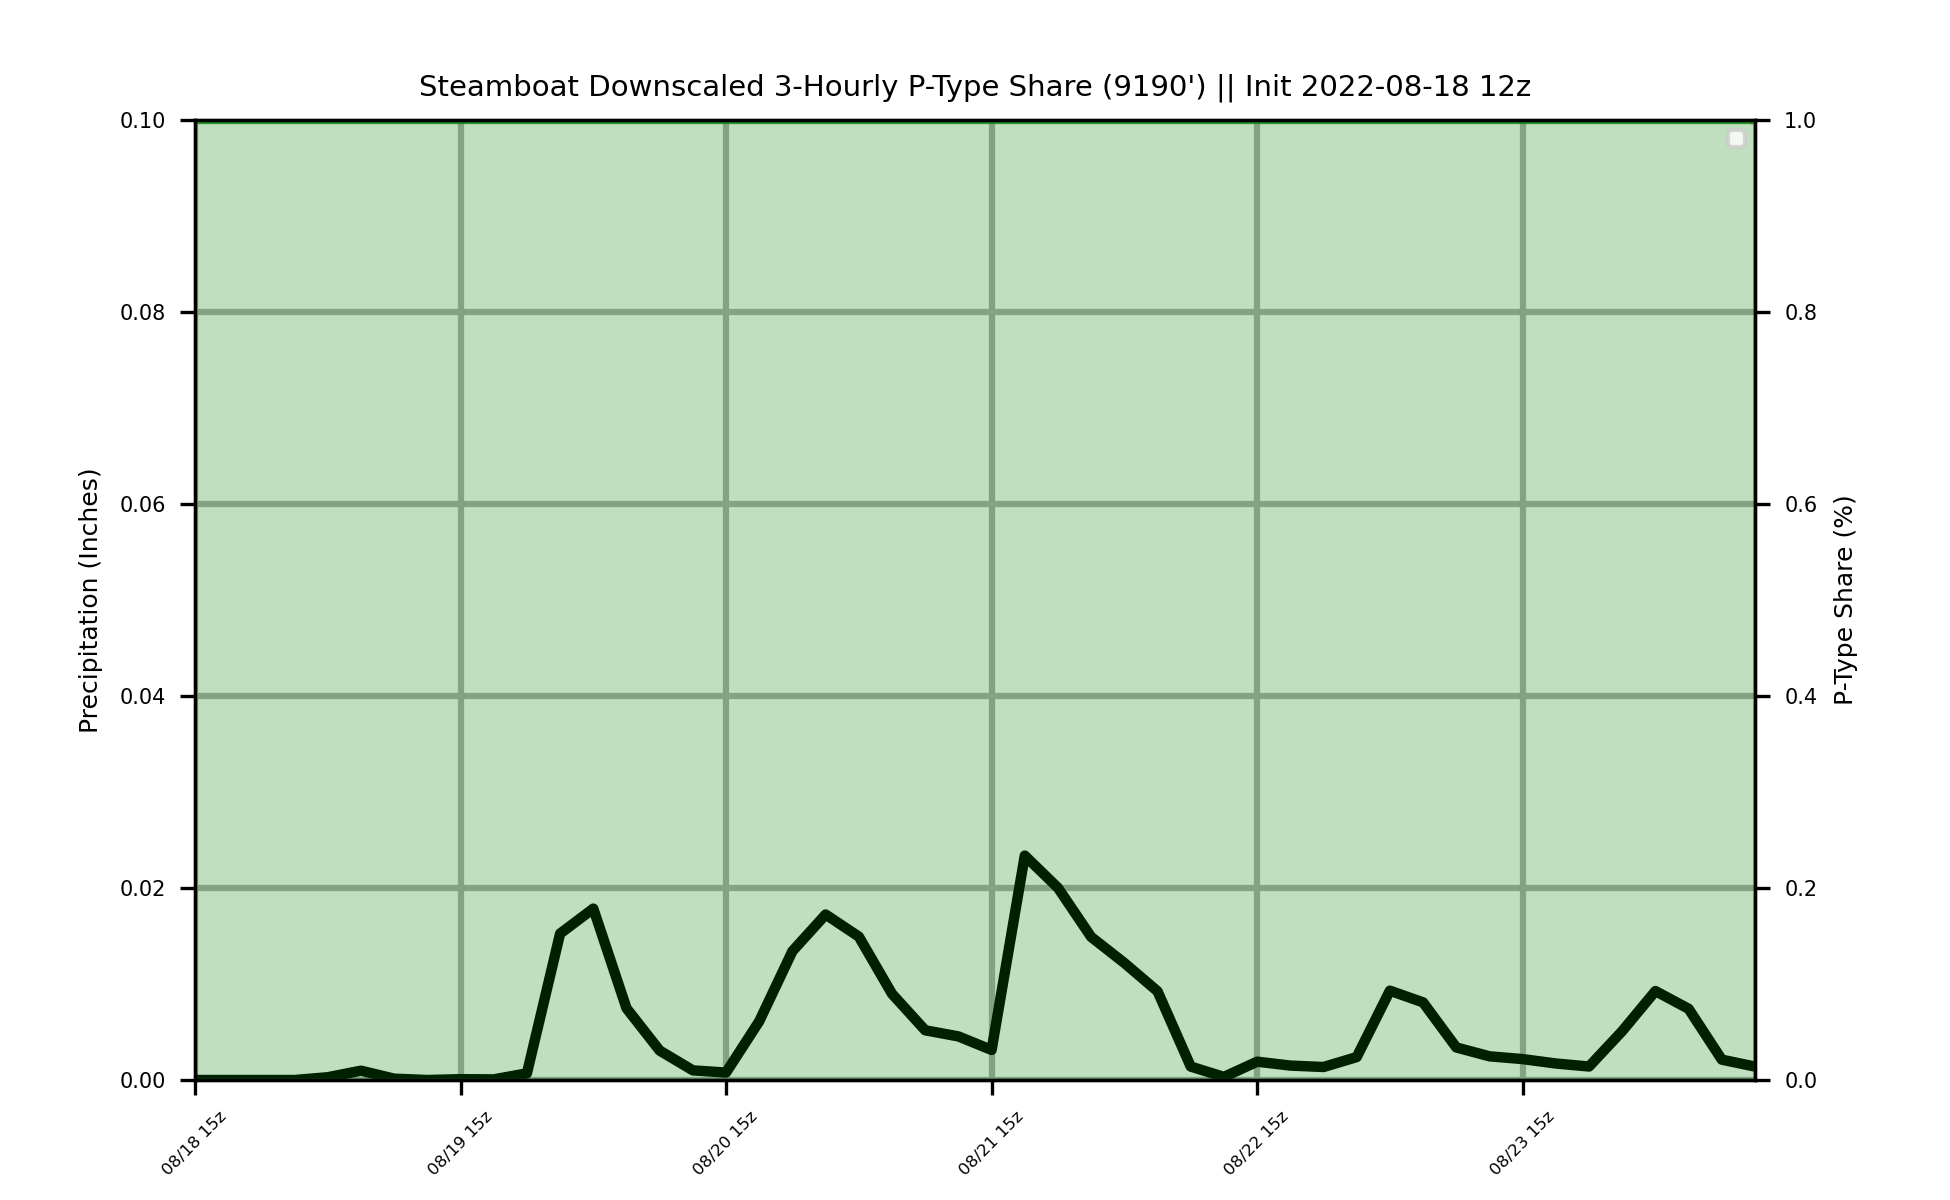 Steamboat Downscaled 3-Hourly P-Type Share (9190') || Init 2022-08-18 12z
0.10
0.08
0.06
0.04
0.02
0.00
Precipitation (Inches)
1.0
0.8
0.6
0.4
0.2
0.0
P-Type Share (%)
08/18 15z
08/19 15z
08/20 15z
08/21 15z
08/22 15z
08/23 15z